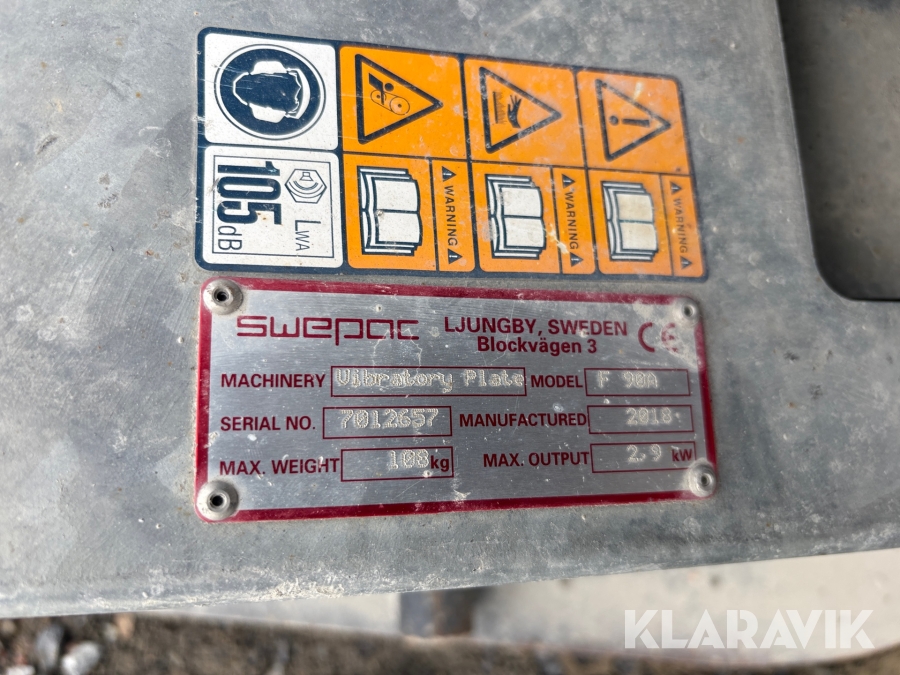 105 dB
LWA
WARNING
WARNING
WARNING
swepac LJUNGBY, SWEDEN
Blockvägen 3 CE
MACHINERY Vibratory Plate MODEL F 90A
SERIAL NO. 7012657 MANUFACTURED 2018
MAX. WEIGHT 108 kg MAX. OUTPUT 2.9 kW
KLARAVIK